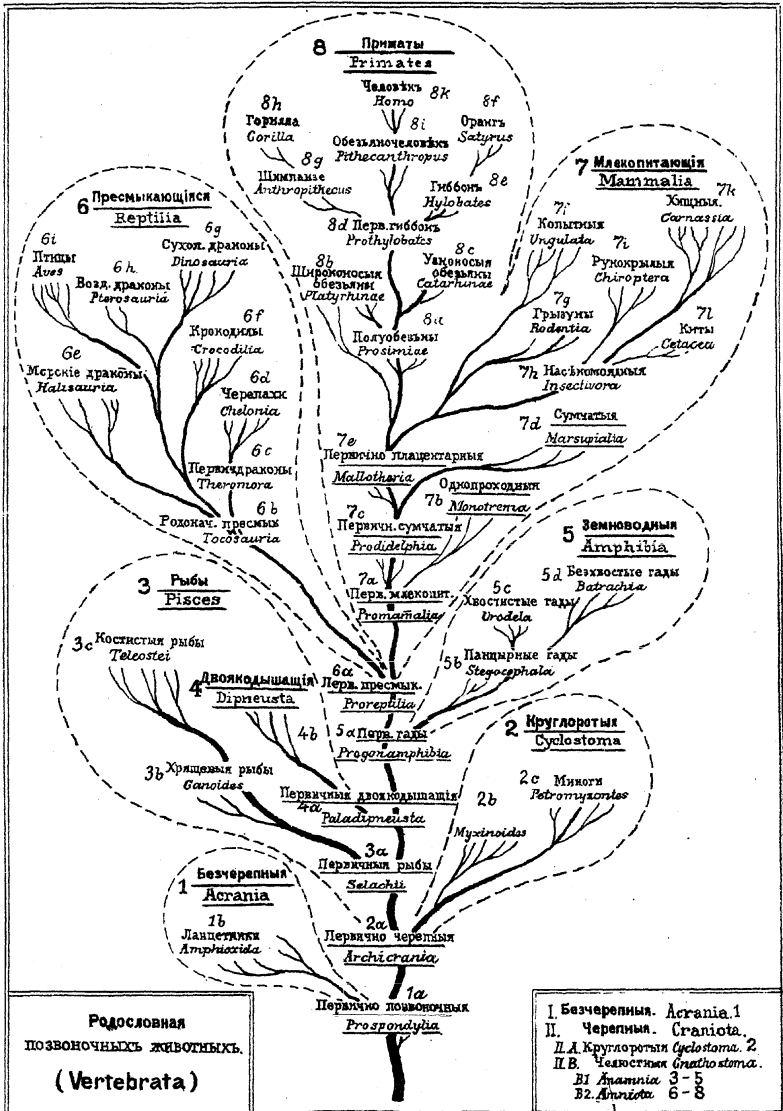 8 Приматы
Primates
Человѣкъ
Homo 8k
8h
Горилла
Gorilla
8i
Обезьяночеловѣкъ
Pithecanthropus
8f
Орангъ
Satyrus
8g
Шимпанзе
Anthropithecus
8e
Гиббонъ
Hylobates
8d Перв. гиббонъ
Prothylobates
8b
Широконосыя
обезьяны
Platyrhinae
8c
Узконосыя
обезьяны
Catarhinae
8a
Полуобезьяны
Prosimiae
7 Млекопитающія
Mammalia
7k
Хищныя.
Carnassia
7f
Копытныя
Ungulata
7i
Рукокрылыя
Chiroptera
7g
Грызуны
Rodentia
7l
Киты
Cetacea
7h Насѣкомоядныя
Insectivora
7d Сумчатыя
Marsupialia
7e
Первично плацентарныя
Mallotheria
Однопроходныя
7b Monotrema
7c
Первичн. сумчатыя
Prodidelphia
7a
Перв. млекопит.
Promamalia
6 Пресмыкающіяся
Reptilia
6i
Птицы
Aves
6h.
Возд. драконы
Pterosauria
6g
Сухоп. драконы
Dinosauria
6f
Крокодилы
Crocodilia
6e
Морскіе драконы
Halisauria
6d
Черепахи
Chelonia
6c
Первич. драконы
Theromora
6b
Родонач. пресмык
Tocosauria
6a
Перв. пресмык.
Proreptilia
5 Земноводныя
Amphibia
5d Безхвостые гады
Batrachia
5c
Хвостистые гады
Urodela
5b Панцырные гады
Stegocephala
5a Перв. гады
Progonamphibia
3 Рыбы
Pisces
3c Костистыя рыбы
Teleostei
4 Двоякодышащія
Dipneusta
4b
3b Хрящевыя рыбы
Ganoides
Первичныя двоякодышащія
4a Paladipneusta
3a
Первичныя рыбы
Selachii
2 Круглоротыя
Cyclostoma
2c Миноги
Petromyzontes
2b
Myxinoides
2a
Первично черепныя
Archicrania
1 Безчерепныя
Acrania
1b
Ланцетники
Amphioxida
1a
Первично позвоночныя
Prospondylia
Родословная
позвоночныхъ животныхъ.
(Vertebrata)
I. Безчерепныя. Acrania. 1
II. Черепныя. Craniota.
II. A. Круглоротыя Cyclostoma. 2
II. B. Челюстныя Gnathostoma.
B1 Anamnia 3-5
B2. Amniota 6-8